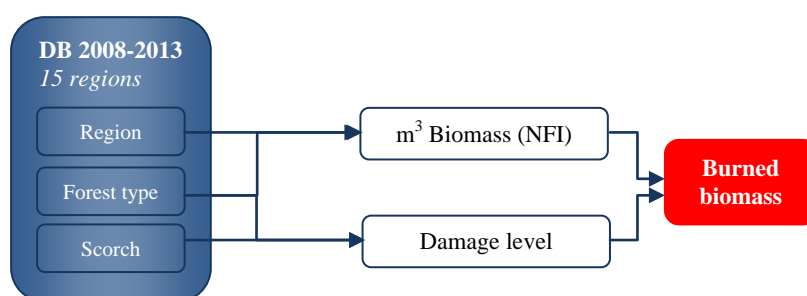 DB 2008-2013
15 regions
Region
Forest type
Scorch
m³ Biomass (NFI)
Damage level
Burned
biomass